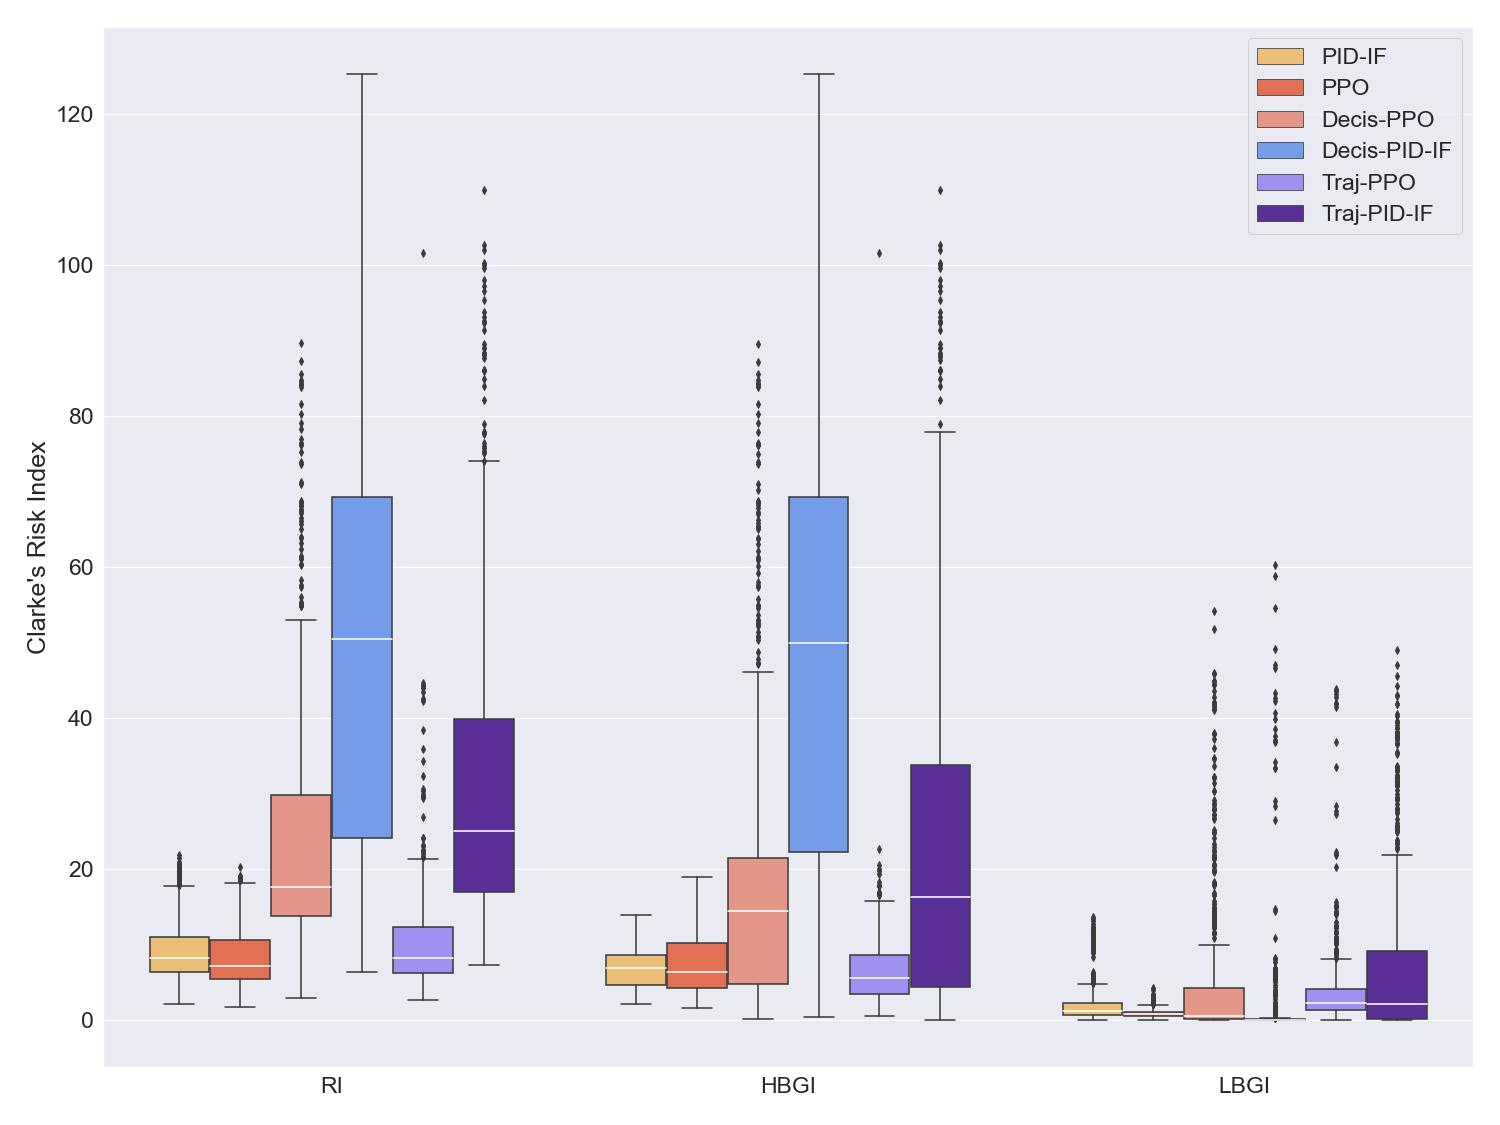 Clarke's Risk Index
120
100
80
60
40
20
0
RI
HBGI
LBGI
PID-IF
PPO
Decis-PPO
Decis-PID-IF
Traj-PPO
Traj-PID-IF